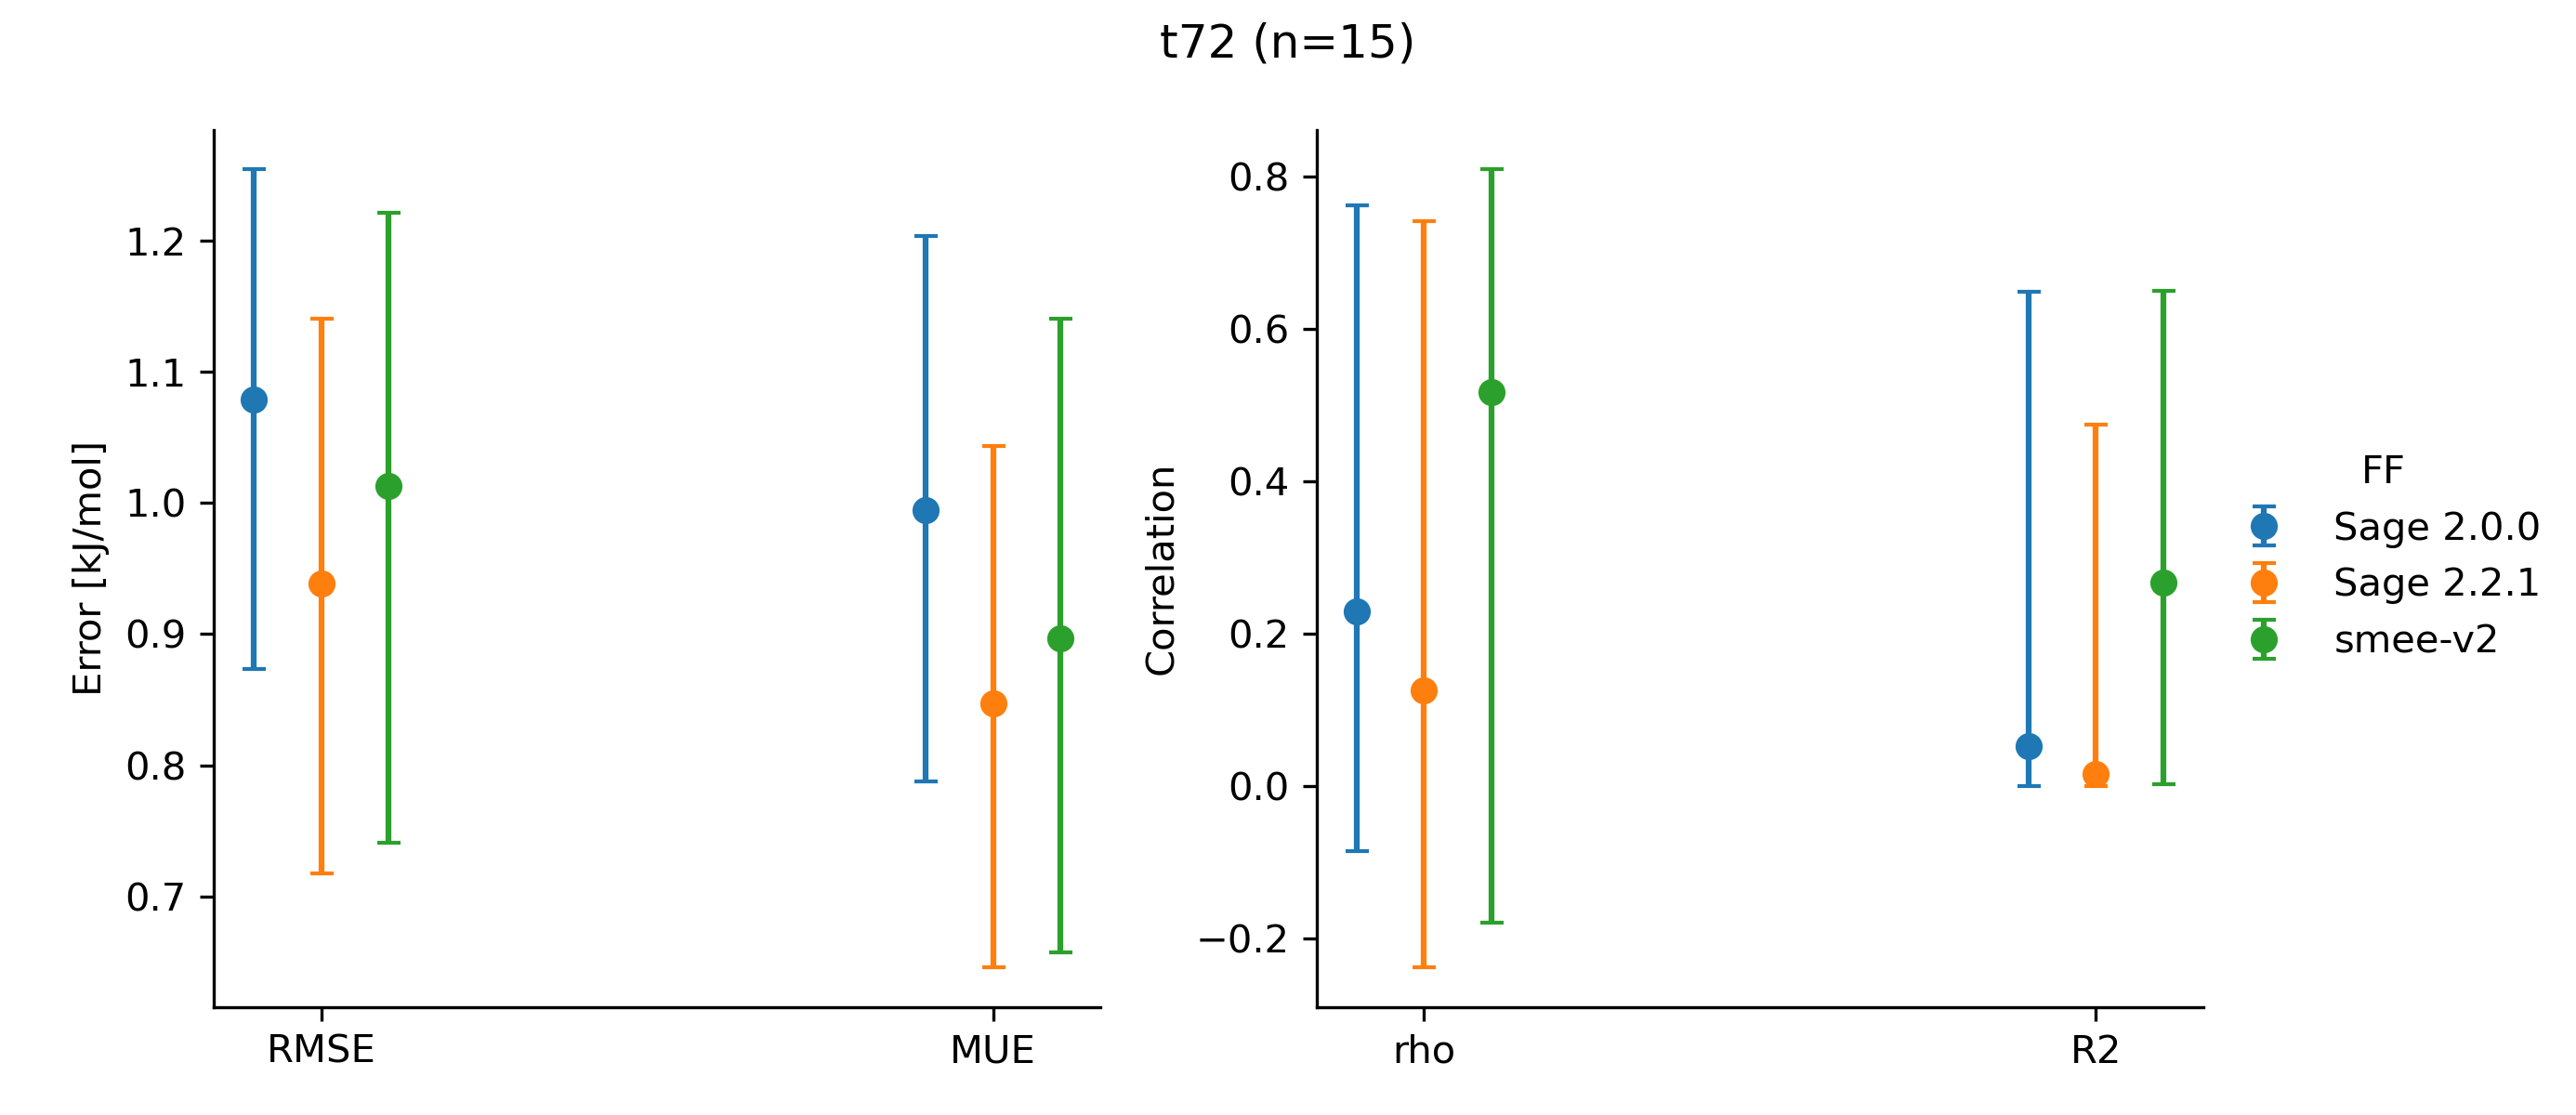 t72 (n=15)
Error [kJ/mol]
1.2
1.1
1.0
0.9
0.8
0.7
RMSE
MUE
Correlation
0.8
0.6
0.4
0.2
0.0
−0.2
rho
R2
FF
Sage 2.0.0
Sage 2.2.1
smee-v2